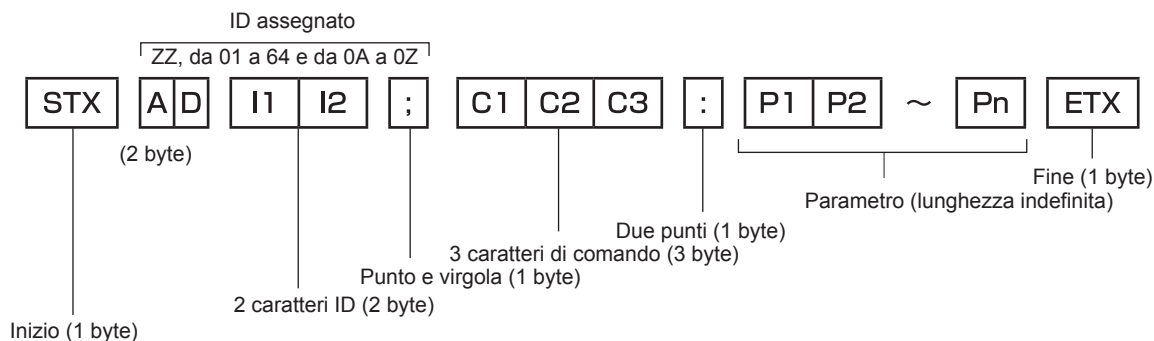 ID assegnato
ZZ, da 01 a 64 e da 0A a 0Z
STX A D I1 I2 ; C1 C2 C3 : P1 P2 ～ Pn ETX
(2 byte)
Fine (1 byte)
Parametro (lunghezza indefinita)
Due punti (1 byte)
3 caratteri di comando (3 byte)
Punto e virgola (1 byte)
2 caratteri ID (2 byte)
Inizio (1 byte)